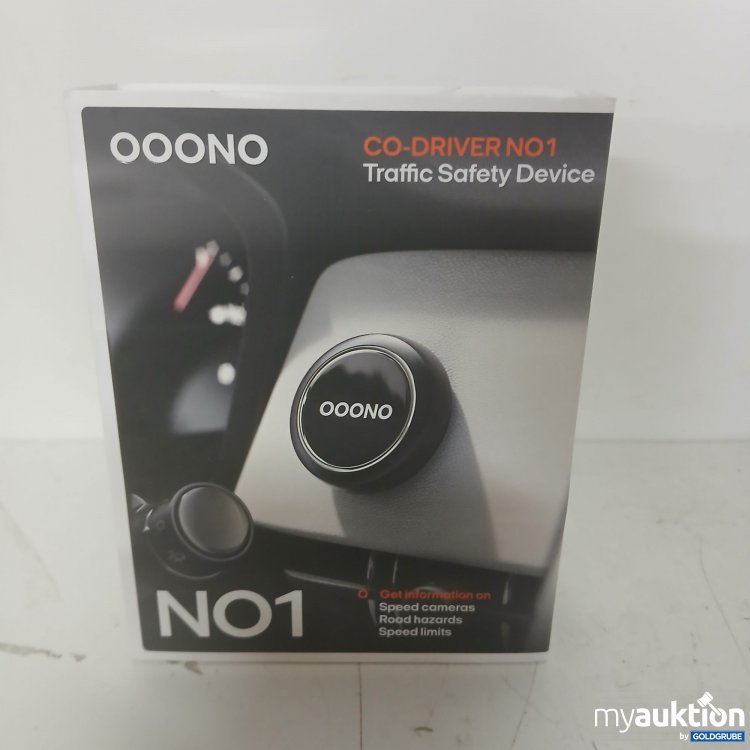 OOONO
CO-DRIVER NO1
Traffic Safety Device
OOONO
NO1
Get information on
Speed cameras
Road hazards
Speed limits
myauktion
by GOLDGRUBE